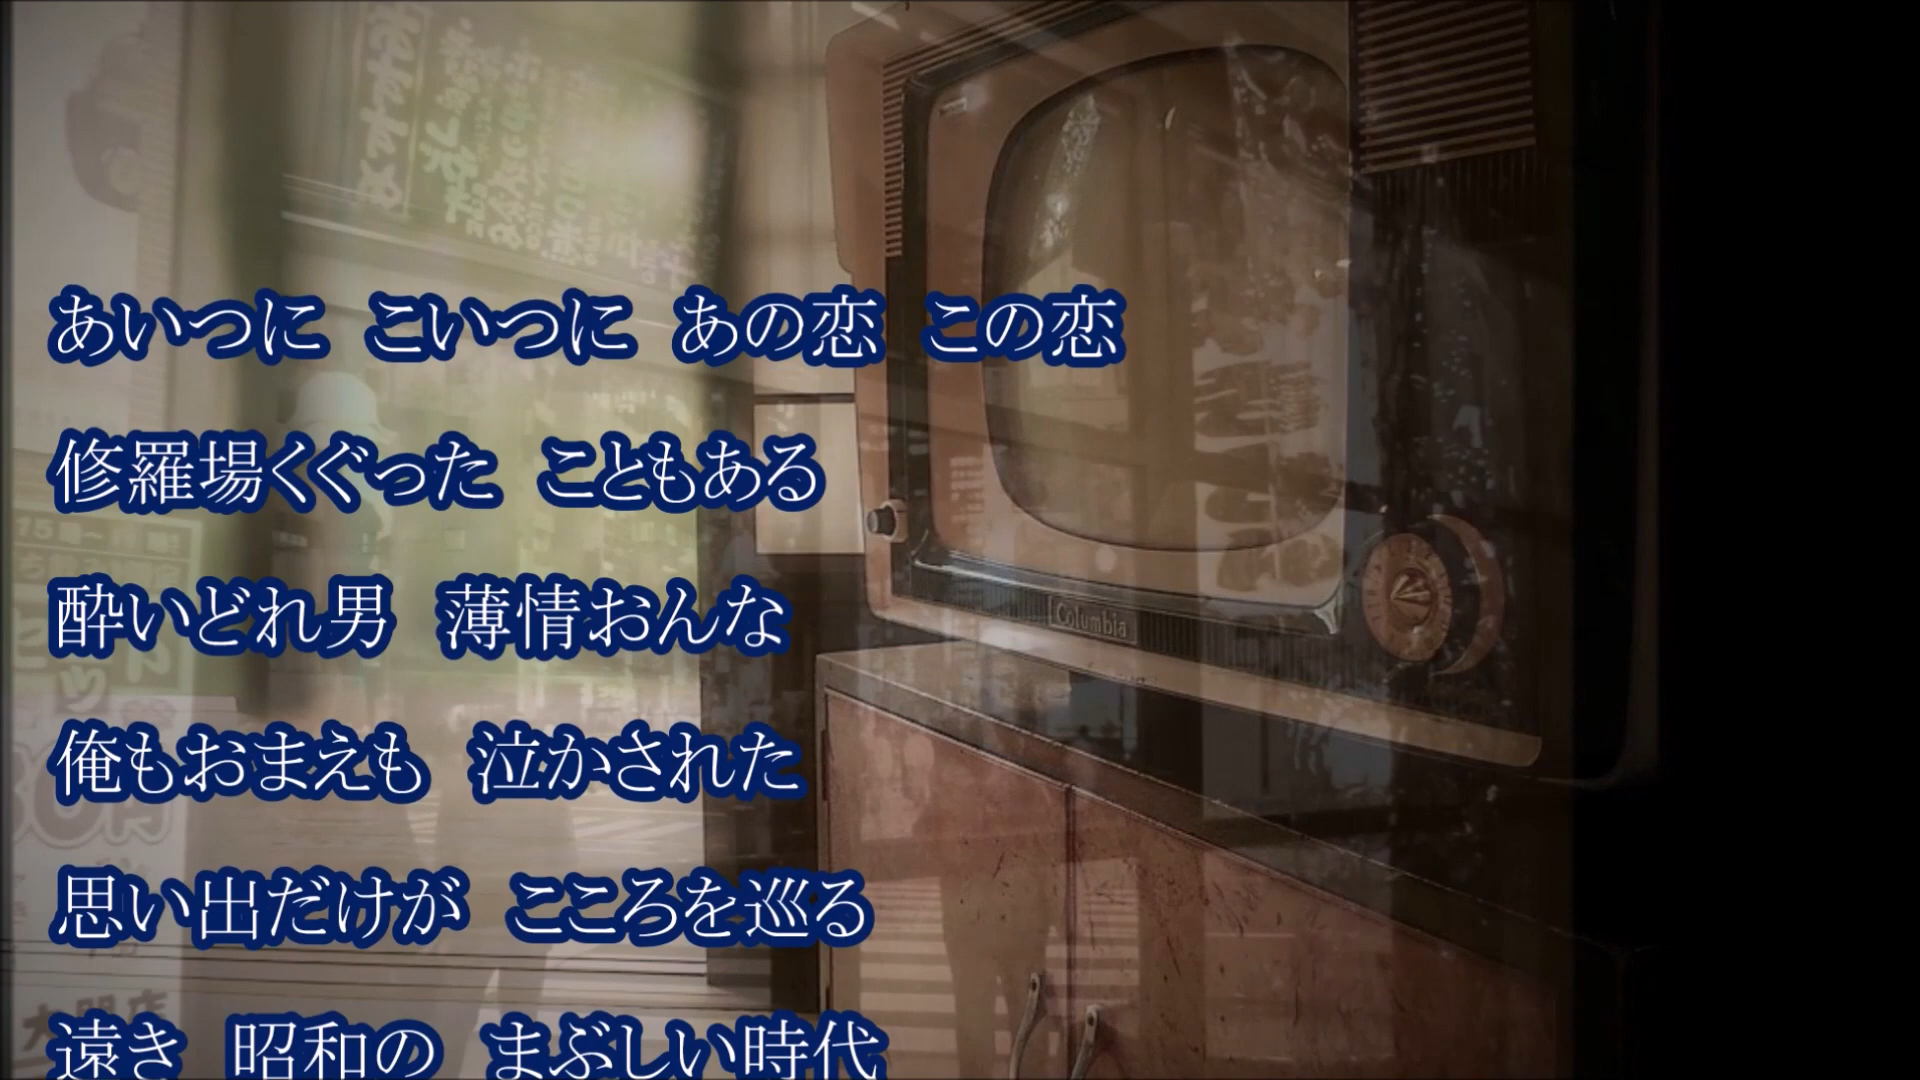 あいつに こいつに あの恋 この恋
修羅場くぐった こともある
酔いどれ男 薄情おんな
俺もおまえも 泣かされた
思い出だけが こころを巡る
遠き 昭和の まぶしい時代
Columbia